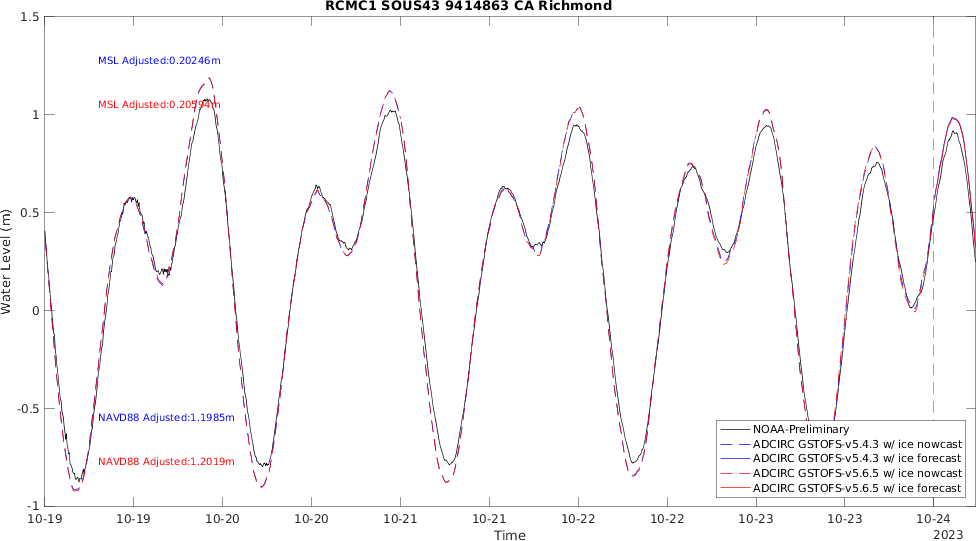 RCMC1 SOUS43 9414863 CA Richmond
1.5
1
0.5
0
-0.5
-1
Water Level (m)
MSL Adjusted:0.20246m
MSL Adjusted:0.20594m
NAVD88 Adjusted:1.1985m
NAVD88 Adjusted:1.2019m
NOAA-Preliminary
ADCIRC GSTOFS-v5.4.3 w/ ice nowcast
ADCIRC GSTOFS-v5.4.3 w/ ice forecast
ADCIRC GSTOFS-v5.6.5 w/ ice nowcast
ADCIRC GSTOFS-v5.6.5 w/ ice forecast
10-19 10-19 10-20 10-20 10-21 10-21 10-22 10-22 10-23 10-23 10-24
2023
Time